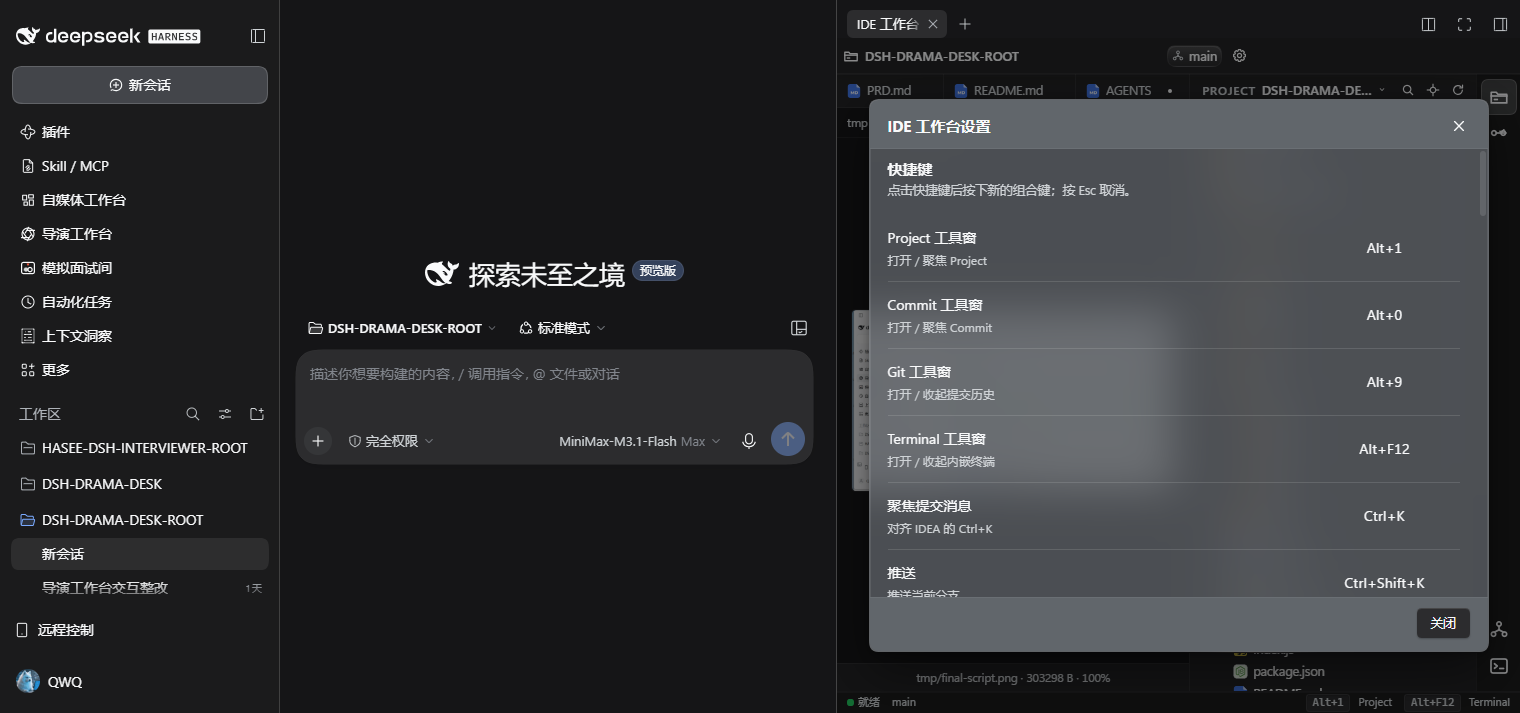 deepseek HARNESS
新会话
插件
Skill / MCP
自媒体工作台
导演工作台
模拟面试间
自动化任务
上下文洞察
更多
工作区
HASEE-DSH-INTERVIEWER-ROOT
DSH-DRAMA-DESK
DSH-DRAMA-DESK-ROOT
新会话
导演工作台交互整改 1天
远程控制
QWQ
探索未至之境 预览版
DSH-DRAMA-DESK-ROOT 标准模式
描述你想要构建的内容, / 调用指令, @ 文件或对话
完全权限 MiniMax-M3.1-Flash Max
IDE 工作台
DSH-DRAMA-DESK-ROOT main
PRD.md README.md AGENTS PROJECT DSH-DRAMA-DE...
tmp
IDE 工作台设置
快捷键
点击快捷键后按下新的组合键；按 Esc 取消。
Project 工具窗
打开 / 聚焦 Project
Alt+1
Commit 工具窗
打开 / 聚焦 Commit
Alt+0
Git 工具窗
打开 / 收起提交历史
Alt+9
Terminal 工具窗
打开 / 收起内嵌终端
Alt+F12
聚焦提交消息
对齐 IDEA 的 Ctrl+K
Ctrl+K
推送
推送当前分支
Ctrl+Shift+K
关闭
package.json
tmp/final-script.png · 303298 B · 100%
就绪 main Alt+1 Project Alt+F12 Terminal